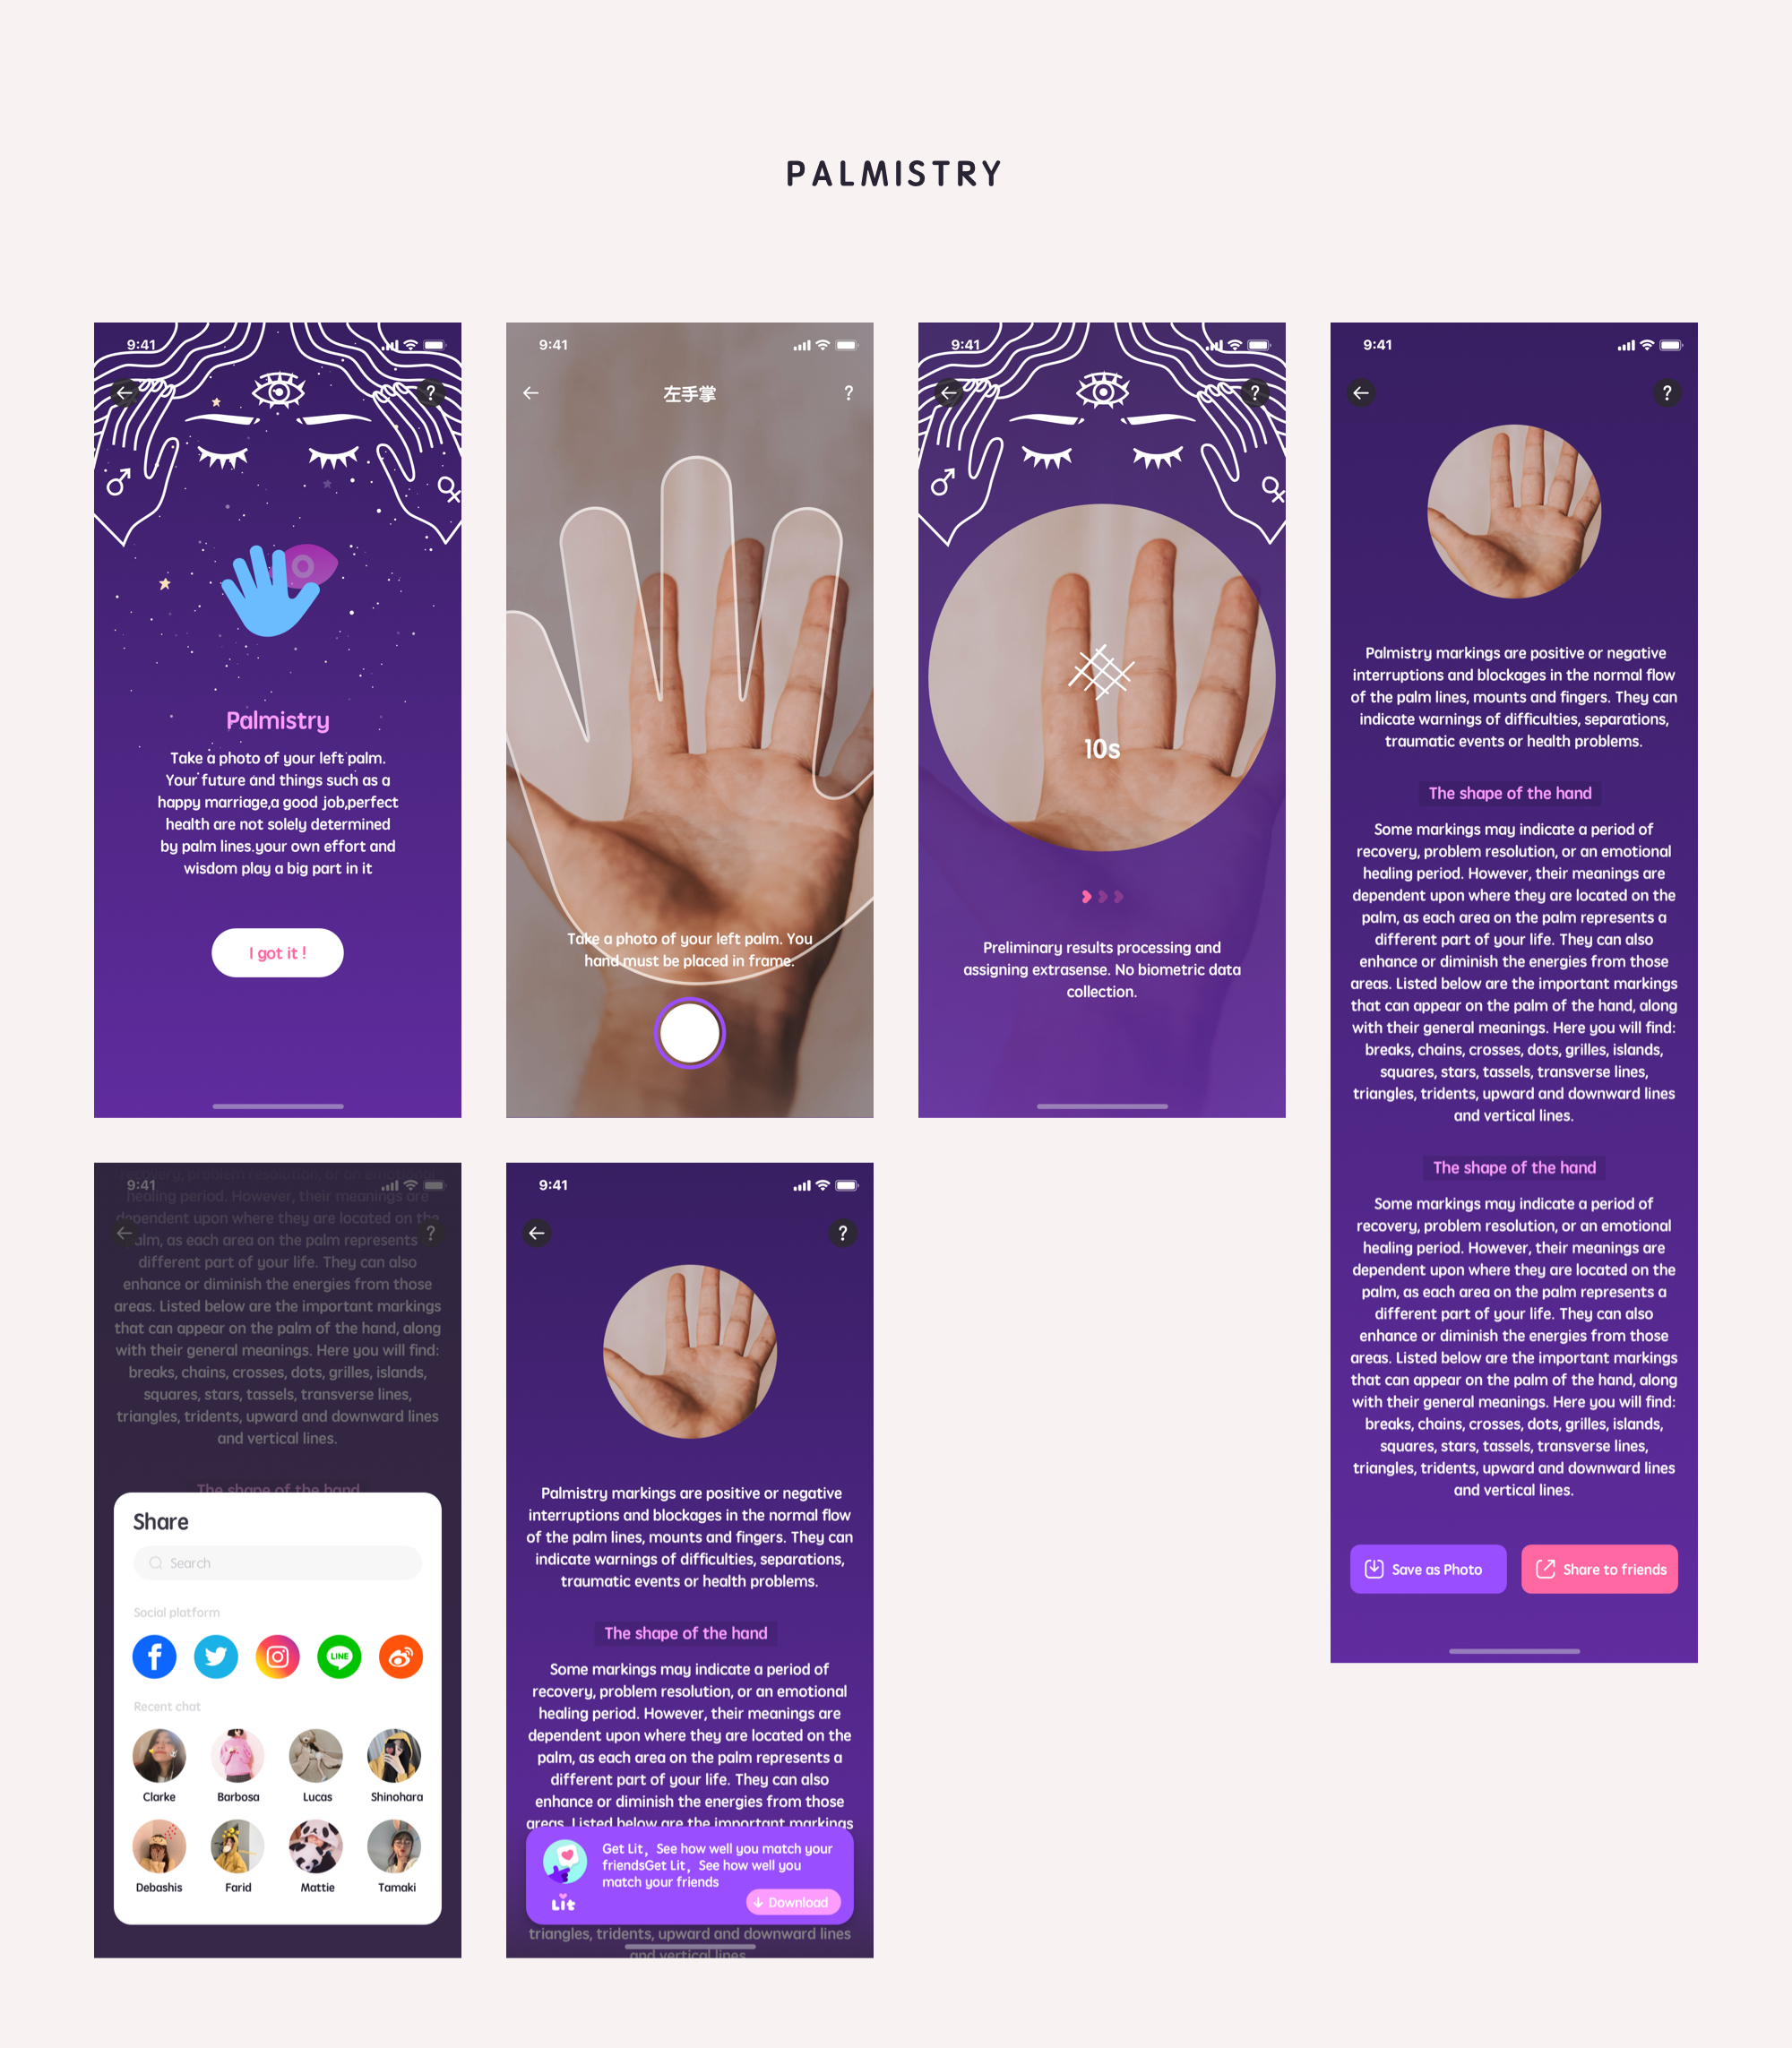 PALMISTRY
9:41
?
Palmistry
Take a photo of your left palm.
Your future and things such as a
happy marriage,a good job,perfect
health are not solely determined
by palm lines.your own effort and
wisdom play a big part in it
I got it !
9:41
左手掌
?
Take a photo of your left palm. You
hand must be placed in frame.
9:41
?
10s
Preliminary results processing and
assigning extrasense. No biometric data
collection.
9:41
?
Palmistry markings are positive or negative
interruptions and blockages in the normal flow
of the palm lines, mounts and fingers. They can
indicate warnings of difficulties, separations,
traumatic events or health problems.
The shape of the hand
Some markings may indicate a period of
recovery, problem resolution, or an emotional
healing period. However, their meanings are
dependent upon where they are located on the
palm, as each area on the palm represents a
different part of your life. They can also
enhance or diminish the energies from those
areas. Listed below are the important markings
that can appear on the palm of the hand, along
with their general meanings. Here you will find:
breaks, chains, crosses, dots, grilles, islands,
squares, stars, tassels, transverse lines,
triangles, tridents, upward and downward lines
and vertical lines.
The shape of the hand
Some markings may indicate a period of
recovery, problem resolution, or an emotional
healing period. However, their meanings are
dependent upon where they are located on the
palm, as each area on the palm represents a
different part of your life. They can also
enhance or diminish the energies from those
areas. Listed below are the important markings
that can appear on the palm of the hand, along
with their general meanings. Here you will find:
breaks, chains, crosses, dots, grilles, islands,
squares, stars, tassels, transverse lines,
triangles, tridents, upward and downward lines
and vertical lines.
Save as Photo
Share to friends
recovery, problem resolution, or an emotional
9:41
healing period. However, their meanings are
dependent upon where they are located on the
?
palm, as each area on the palm represents
different part of your life. They can also
enhance or diminish the energies from those
areas. Listed below are the important markings
that can appear on the palm of the hand, along
with their general meanings. Here you will find:
breaks, chains, crosses, dots, grilles, islands,
squares, stars, tassels, transverse lines,
triangles, tridents, upward and downward lines
and vertical lines.
The shape of the hand
Share
Search
Social platform
LINE
Recent chat
Clarke
Barbosa
Lucas
Shinohara
Debashis
Farid
Mattie
Tamaki
9:41
?
Palmistry markings are positive or negative
interruptions and blockages in the normal flow
of the palm lines, mounts and fingers. They can
indicate warnings of difficulties, separations,
traumatic events or health problems.
The shape of the hand
Some markings may indicate a period of
recovery, problem resolution, or an emotional
healing period. However, their meanings are
dependent upon where they are located on the
palm, as each area on the palm represents a
different part of your life. They can also
enhance or diminish the energies from those
areas. Listed below are the important markings
Get Lit，See how well you match your
friendsGet Lit，See how well you
match your friends
Lit
Download
triangles, tridents, upward and downward lines
and vertical lines.